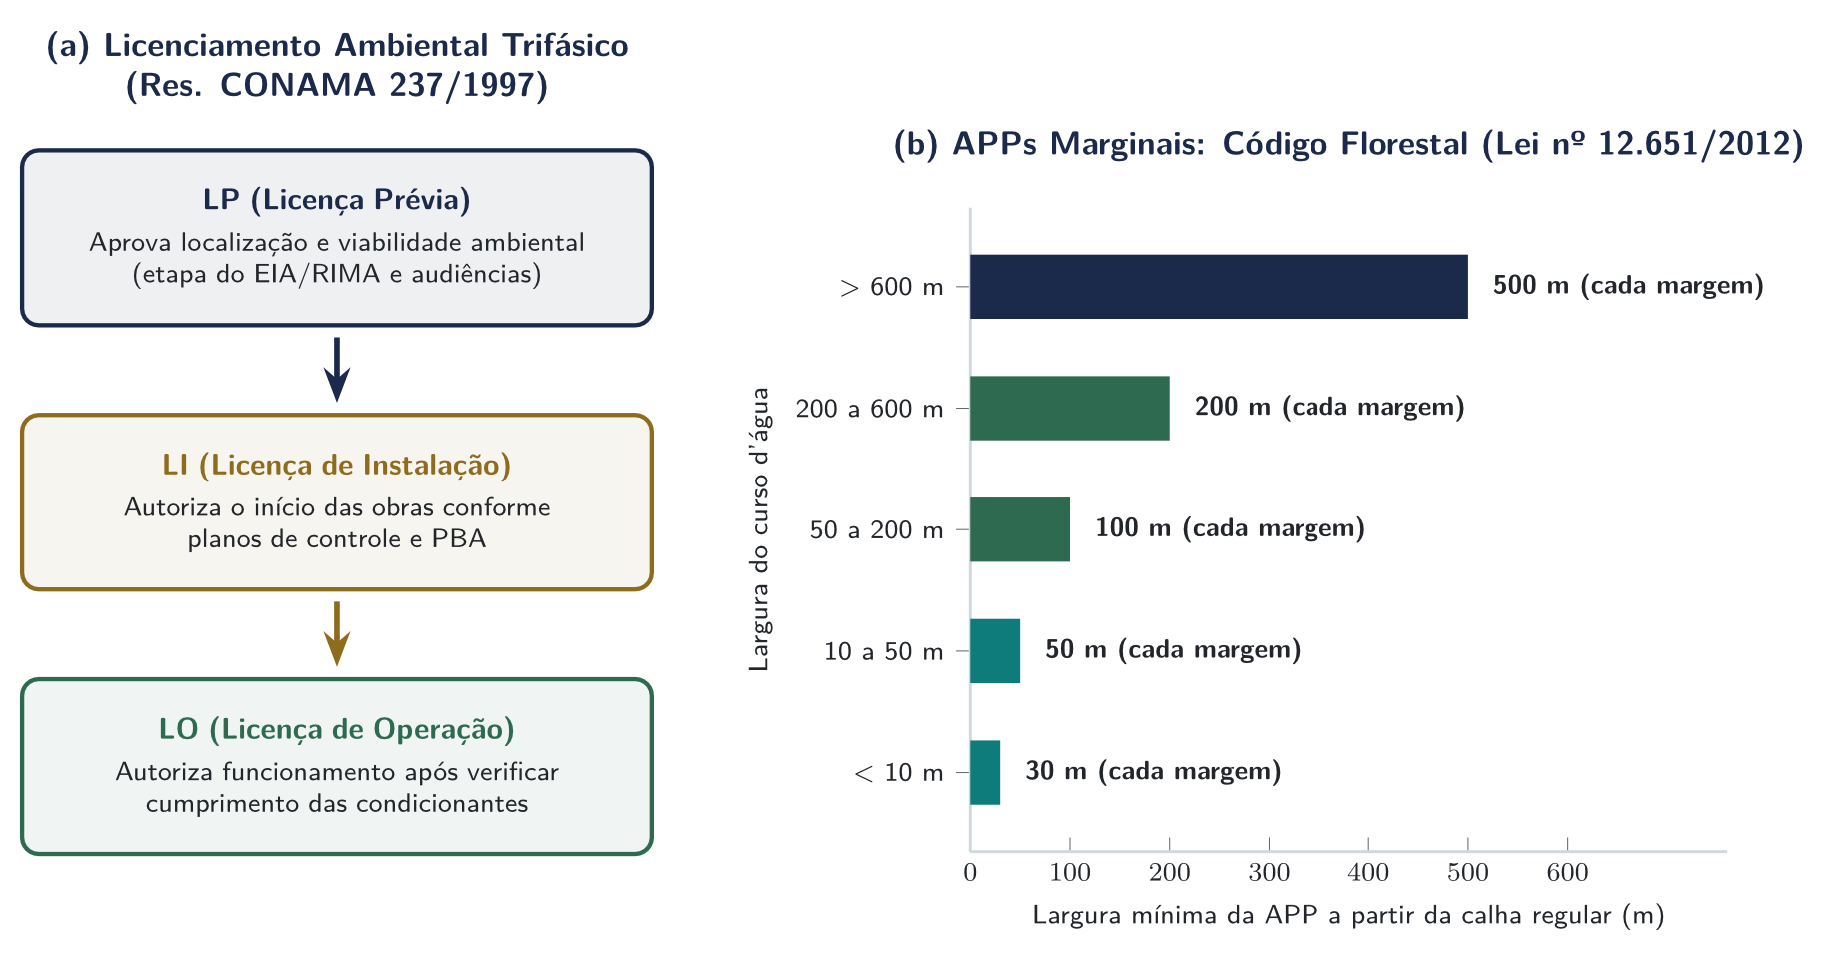 (a) Licenciamento Ambiental Trifásico
(Res. CONAMA 237/1997)
LP (Licença Prévia)
Aprova localização e viabilidade ambiental
(etapa do EIA/RIMA e audiências)
LI (Licença de Instalação)
Autoriza o início das obras conforme
planos de controle e PBA
LO (Licença de Operação)
Autoriza funcionamento após verificar
cumprimento das condicionantes
(b) APPs Marginais: Código Florestal (Lei nº 12.651/2012)
Largura do curso d'água
> 600 m
500 m (cada margem)
200 a 600 m
200 m (cada margem)
50 a 200 m
100 m (cada margem)
10 a 50 m
50 m (cada margem)
< 10 m
30 m (cada margem)
0 100 200 300 400 500 600
Largura mínima da APP a partir da calha regular (m)